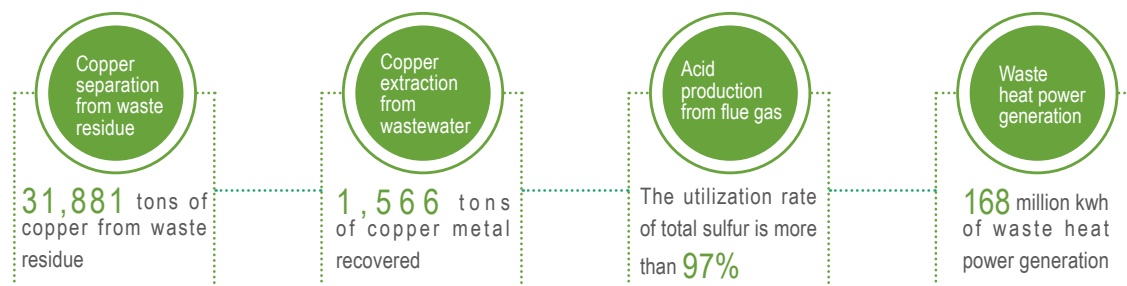 Copper
separation
from waste
residue
31,881 tons of
copper from waste
residue
Copper
extraction
from
wastewater
1,566 tons
of copper metal
recovered
Acid
production
from flue gas
The utilization rate
of total sulfur is more
than 97%
Waste
heat power
generation
168 million kwh
of waste heat
power generation